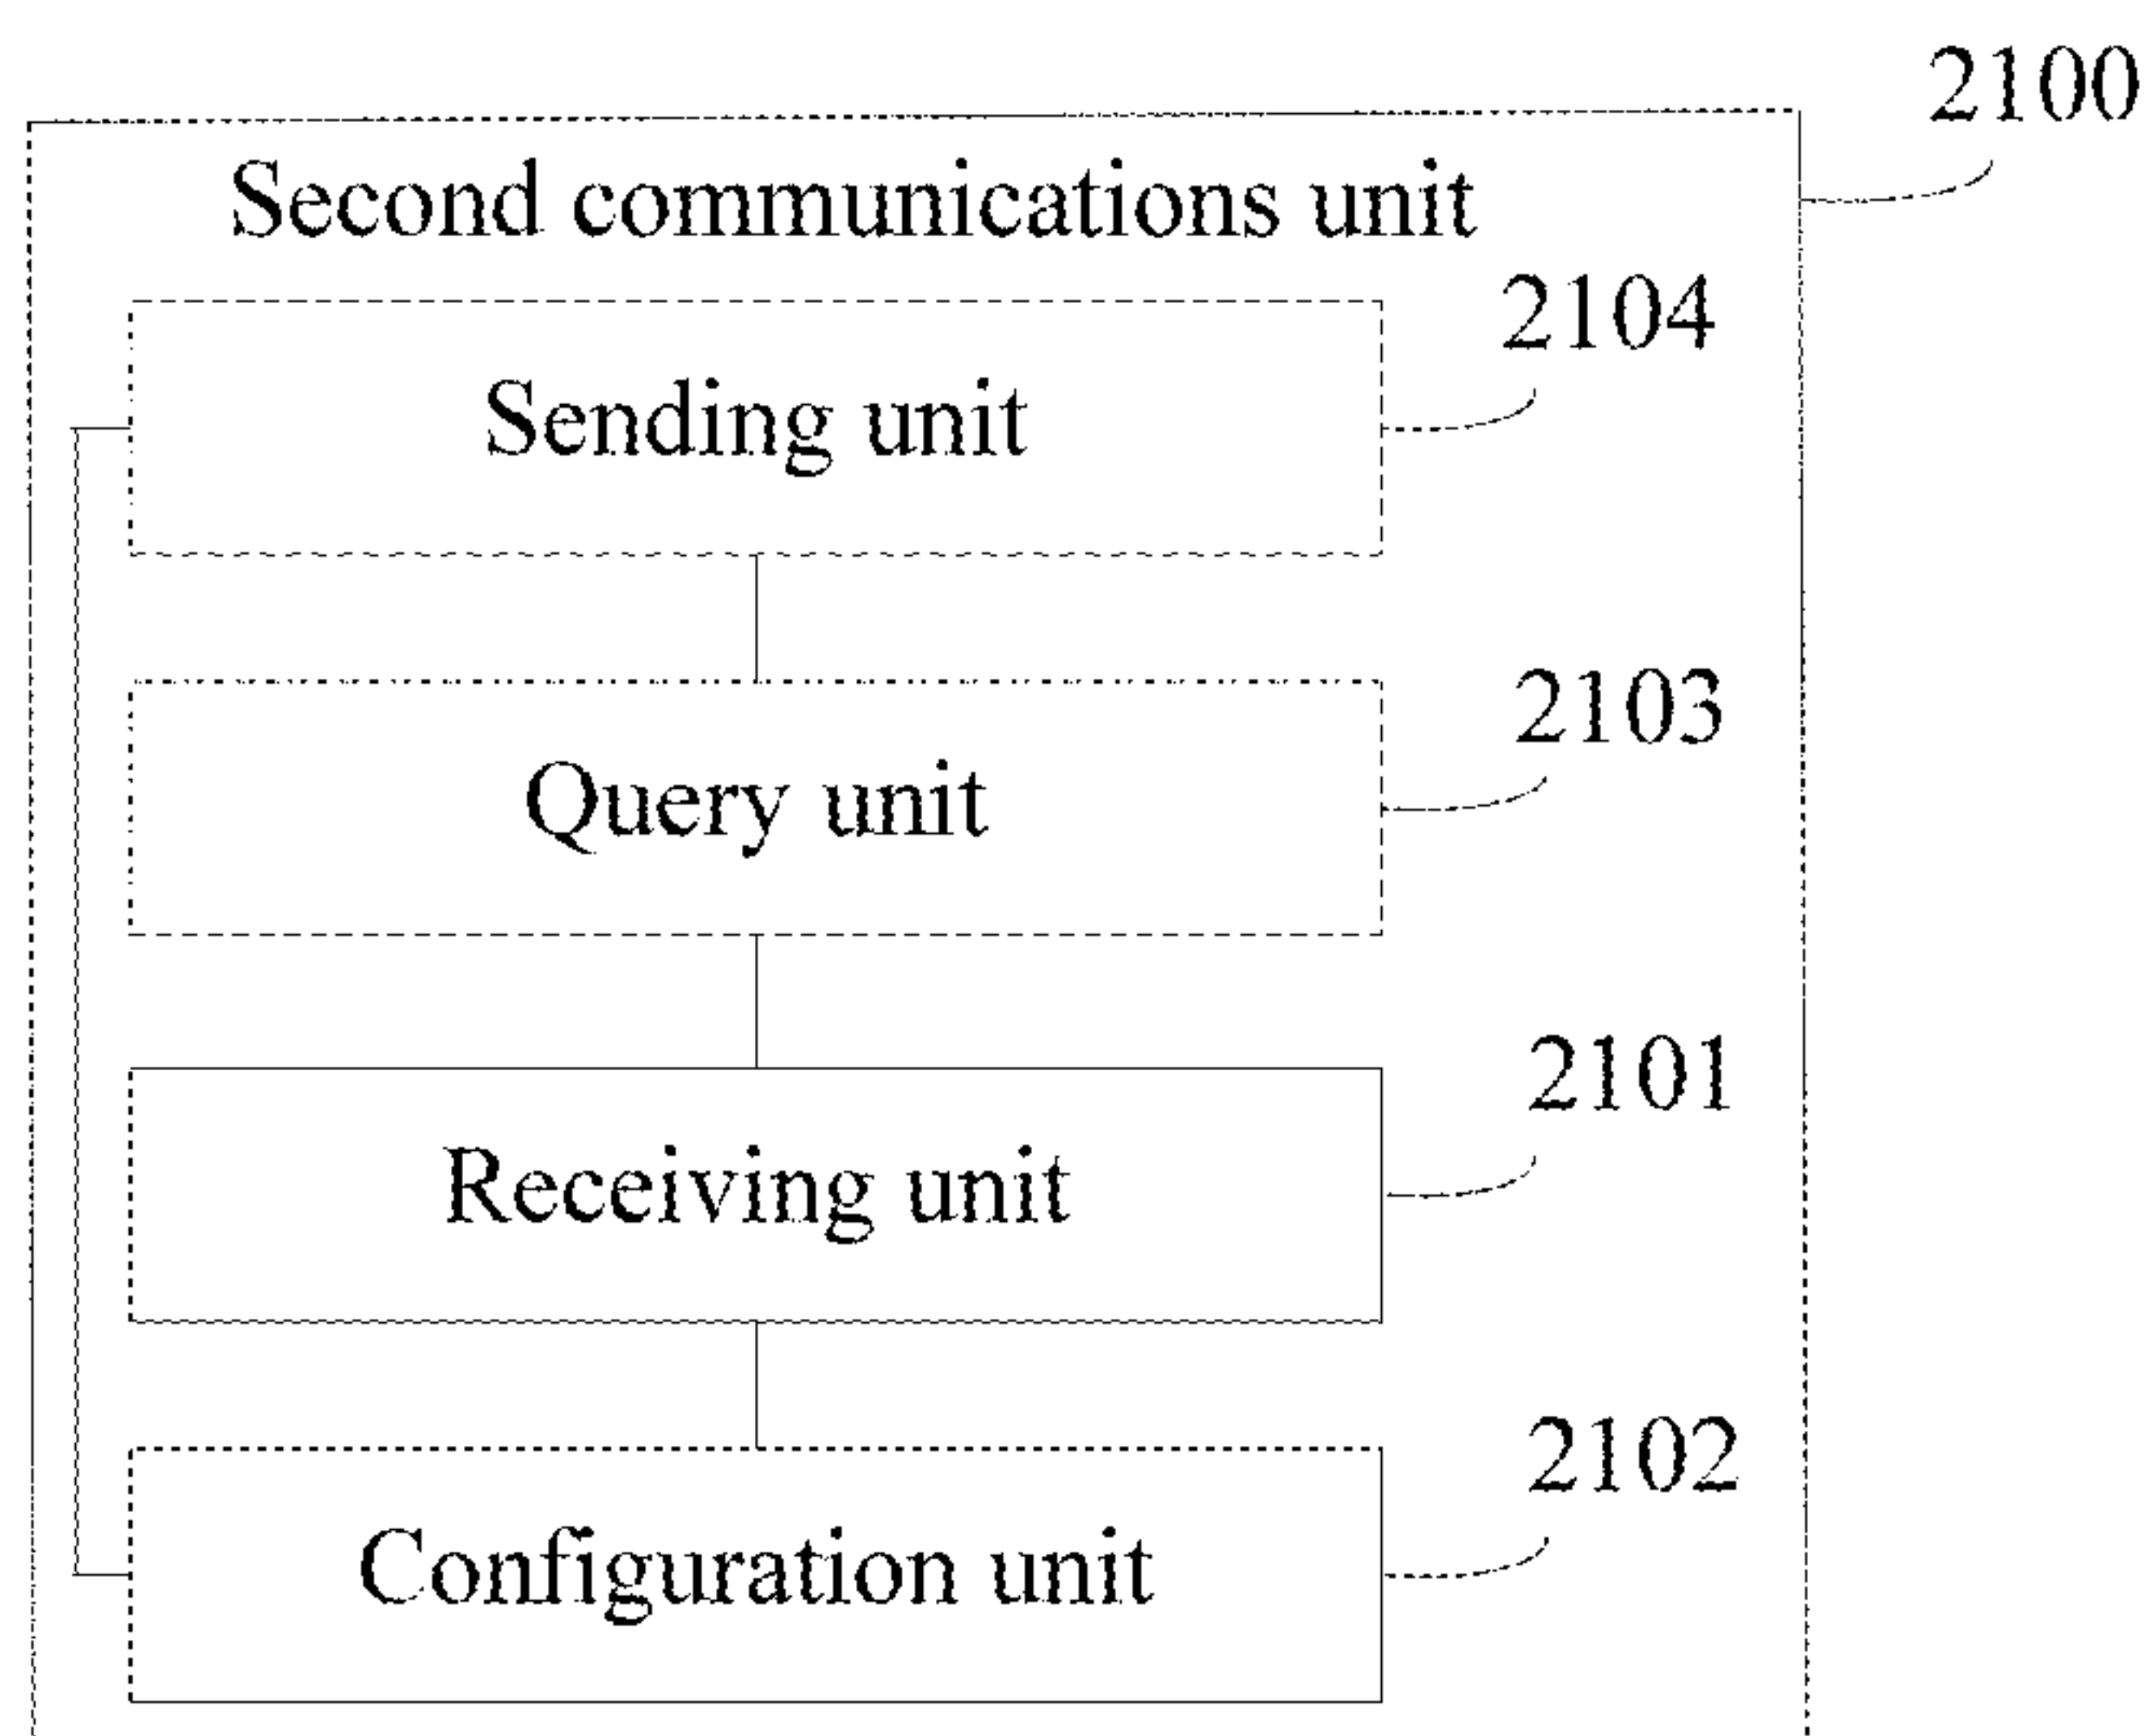 2100
Second communications unit
2104
Sending unit
2103
Query unit
2101
Receiving unit
2102
Configuration unit